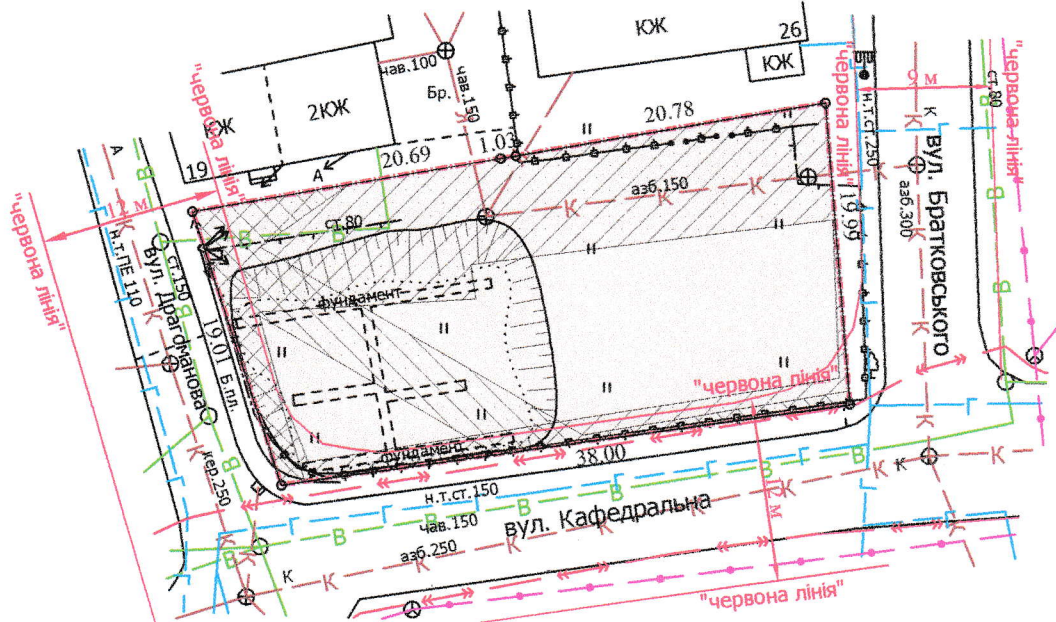 КЖ
26
КЖ
2КЖ
КЖ
19
чав.100
чав.150
Бр.
"червона лінія"
"червона лінія"
"червона лінія"
"червона лінія"
9 м
ст.80
К
н.т.ст.250
вул. Братковського
азб.300
20.69
1.03
20.78
19.99
А
А
азб.150
К
К
К
ст.80
В
12 м
н.т.ПЕ 140
ст.150
вул. Драгоманова
19.01
Б.пл.
кер.250
фундамент
фундамент
"червона лінія"
38.00
н.т.ст.150
чав.150
азб.250
вул. Кафедральна
12 м
К
К
"червона лінія"